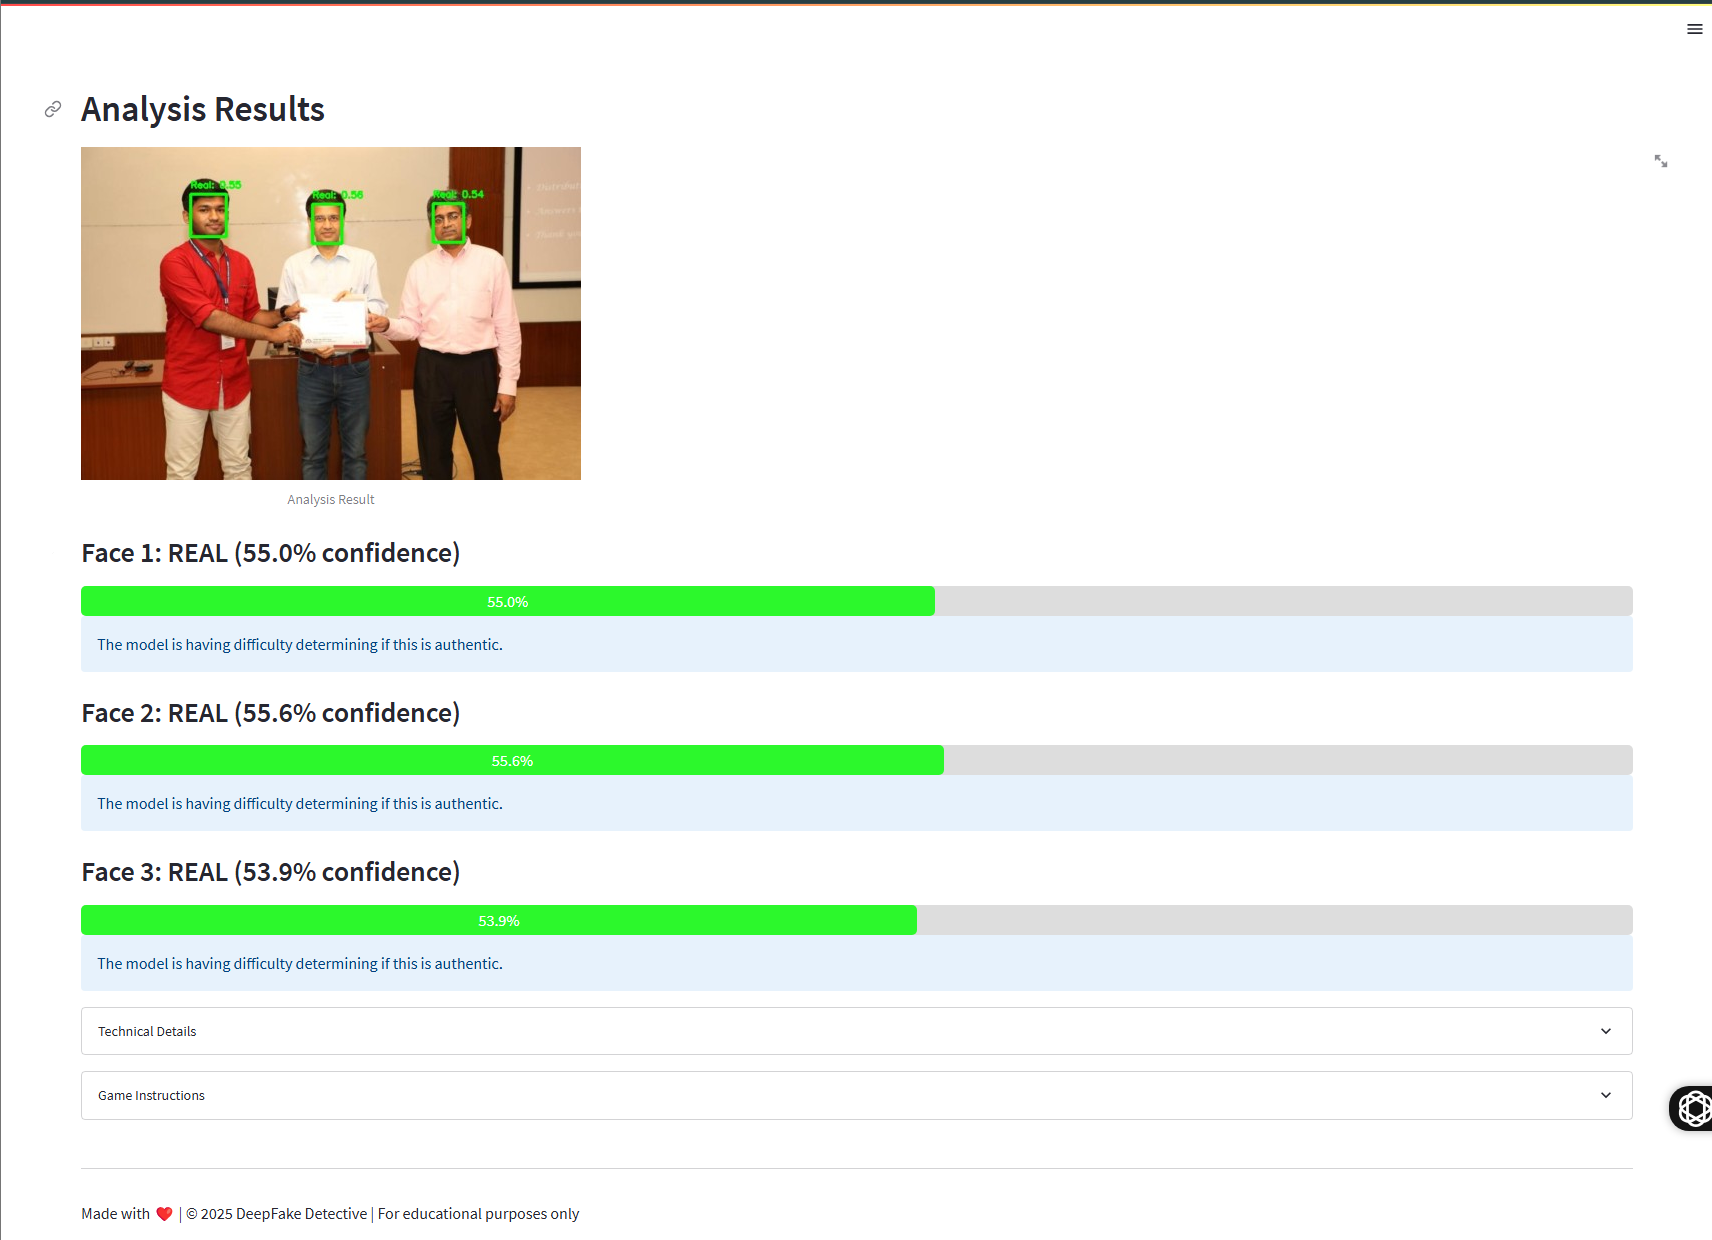 Analysis Results
Real: 0.55
Real: 0.56
Real: 0.54
Distribut
Answers
Thank you
Analysis Result
Face 1: REAL (55.0% confidence)
55.0%
The model is having difficulty determining if this is authentic.
Face 2: REAL (55.6% confidence)
55.6%
The model is having difficulty determining if this is authentic.
Face 3: REAL (53.9% confidence)
53.9%
The model is having difficulty determining if this is authentic.
Technical Details
Game Instructions
Made with ❤️ | © 2025 DeepFake Detective | For educational purposes only